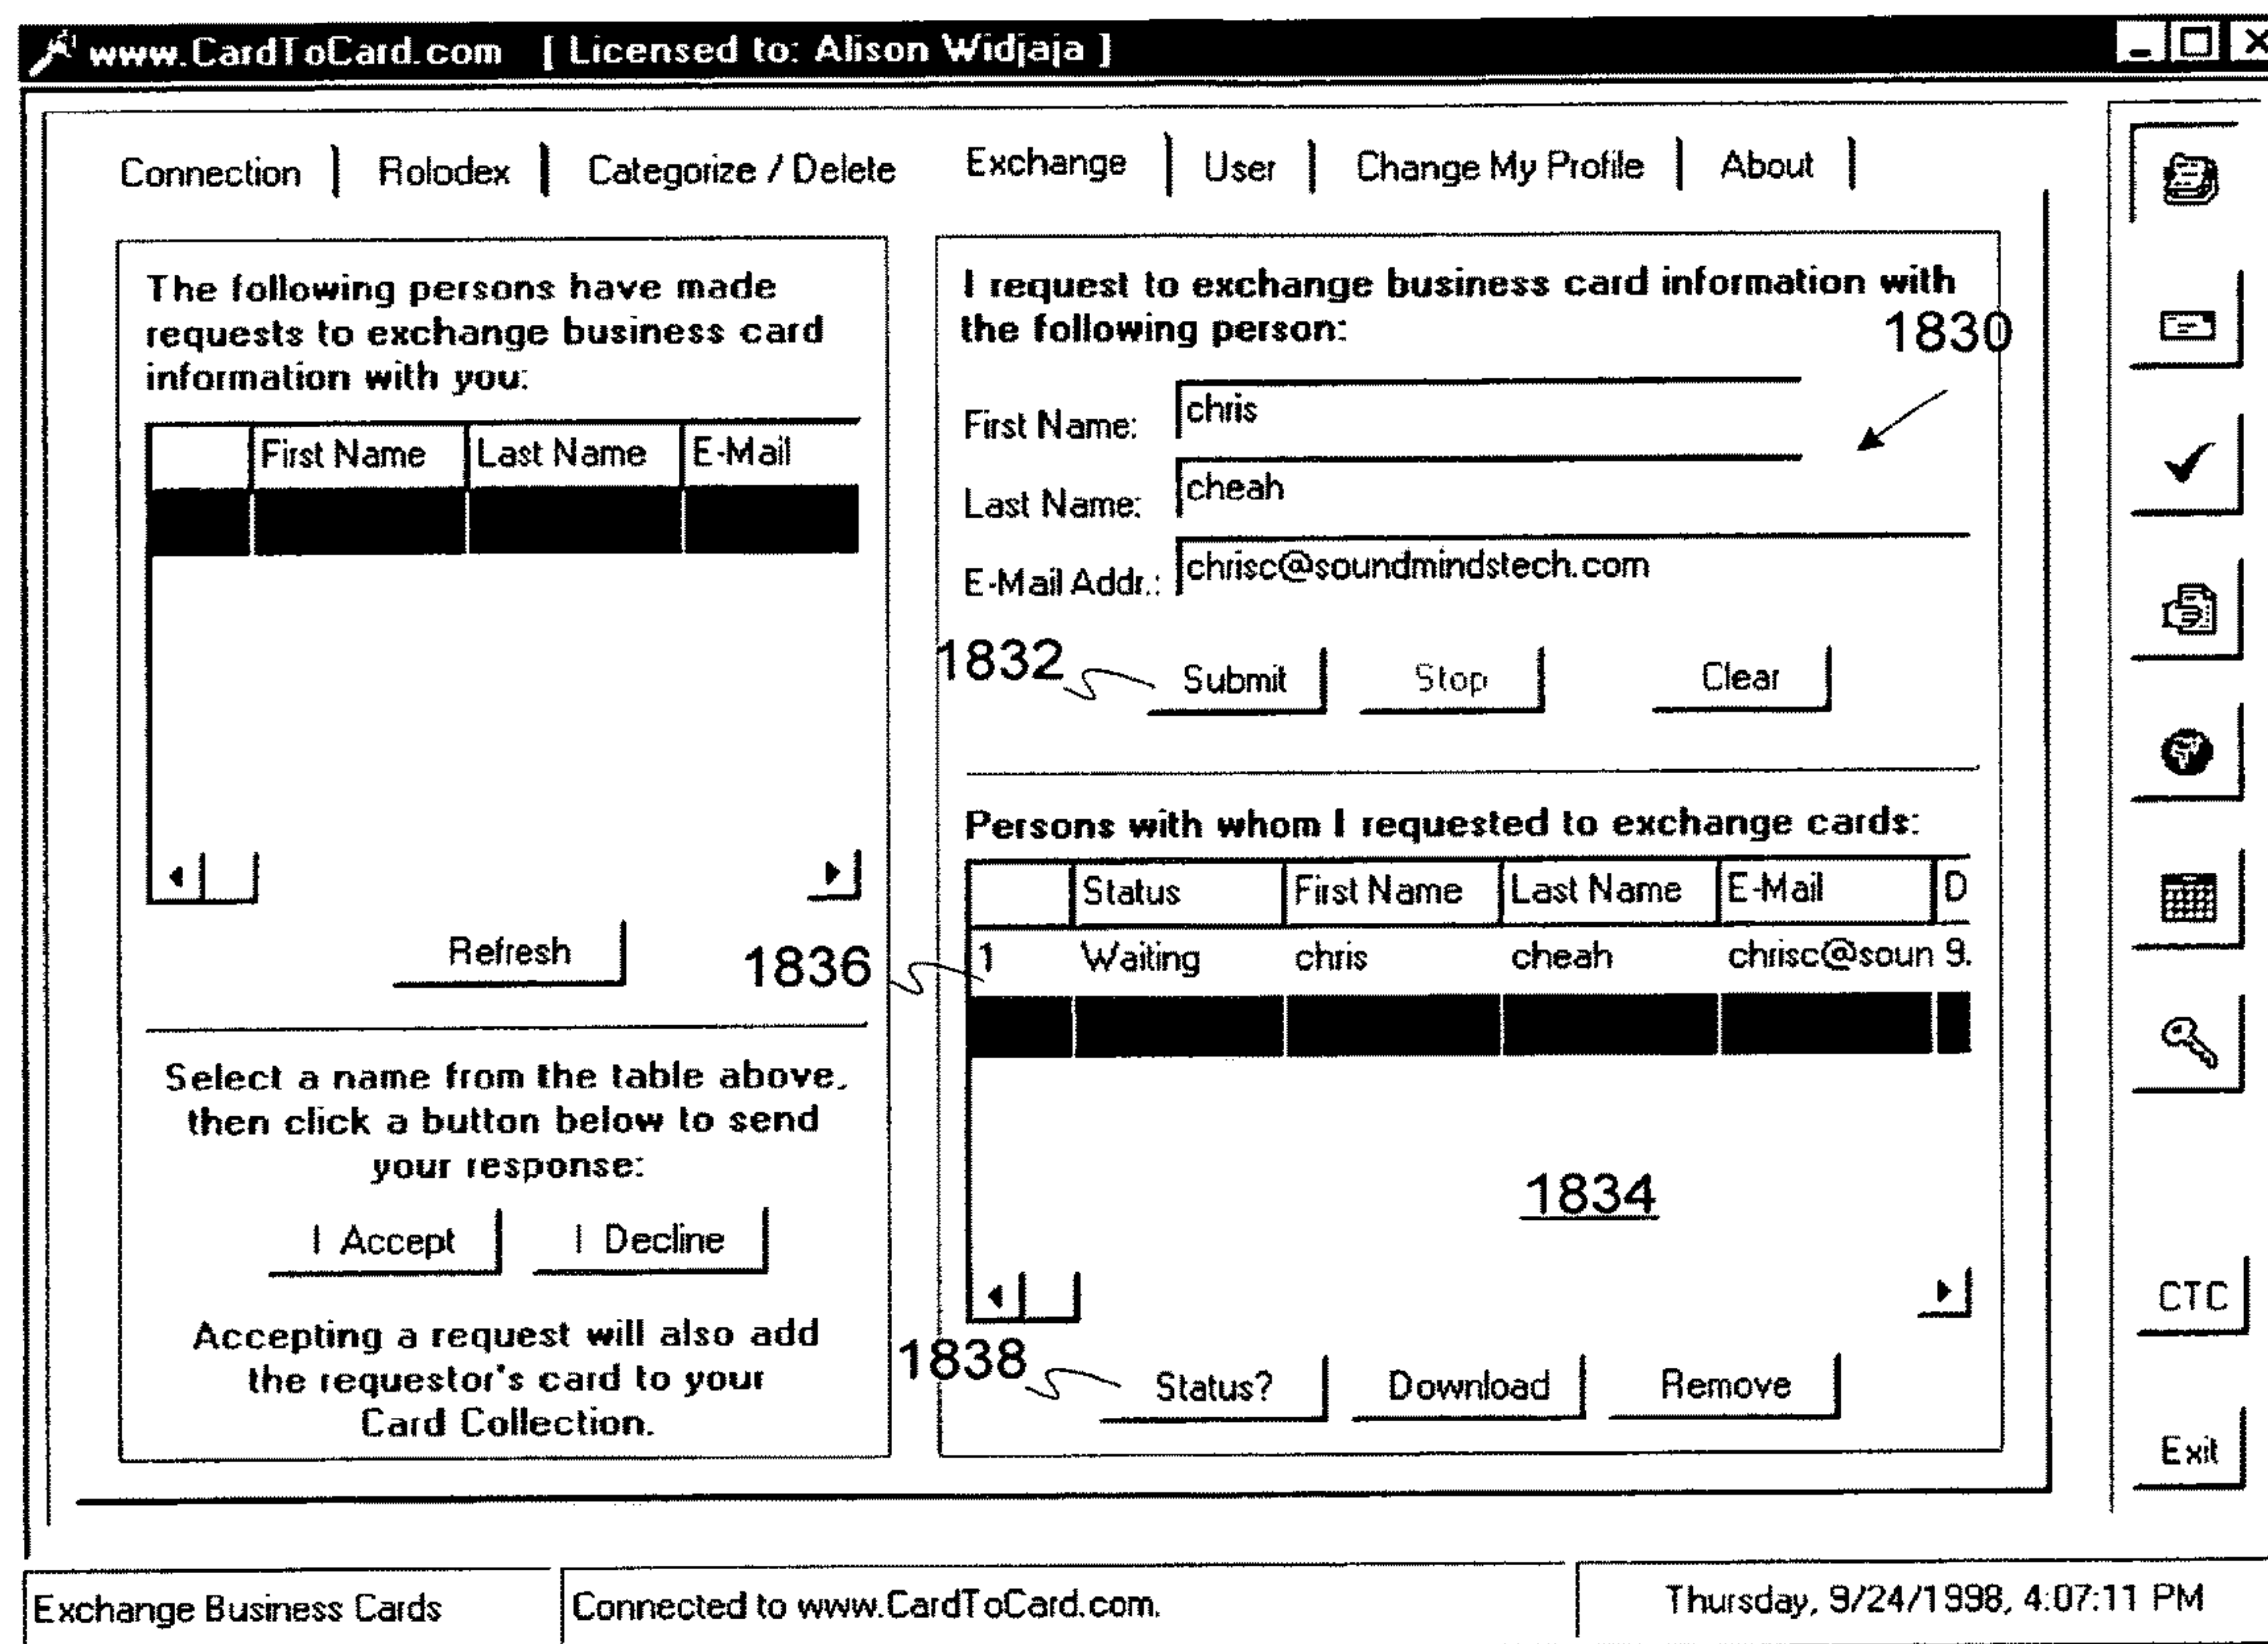 www.CardToCard.com [ Licensed to: Alison Widjaja ]
Connection Rolodex Categorize / Delete Exchange User Change My Profile About
The following persons have made
requests to exchange business card
information with you:
First Name Last Name E-Mail
Refresh
Select a name from the table above,
then click a button below to send
your response:
I Accept I Decline
Accepting a request will also add
the requestor's card to your
Card Collection.
I request to exchange business card information with
the following person:
1830
First Name: chris
Last Name: cheah
E-Mail Addr.: chrisc@soundmindstech.com
1832 Submit Stop Clear
Persons with whom I requested to exchange cards:
Status First Name Last Name E-Mail D
1836 1 Waiting chris cheah chrisc@soun 9.
1834
1838 Status? Download Remove
CTC
Exit
Exchange Business Cards Connected to www.CardToCard.com. Thursday, 9/24/1998, 4:07:11 PM